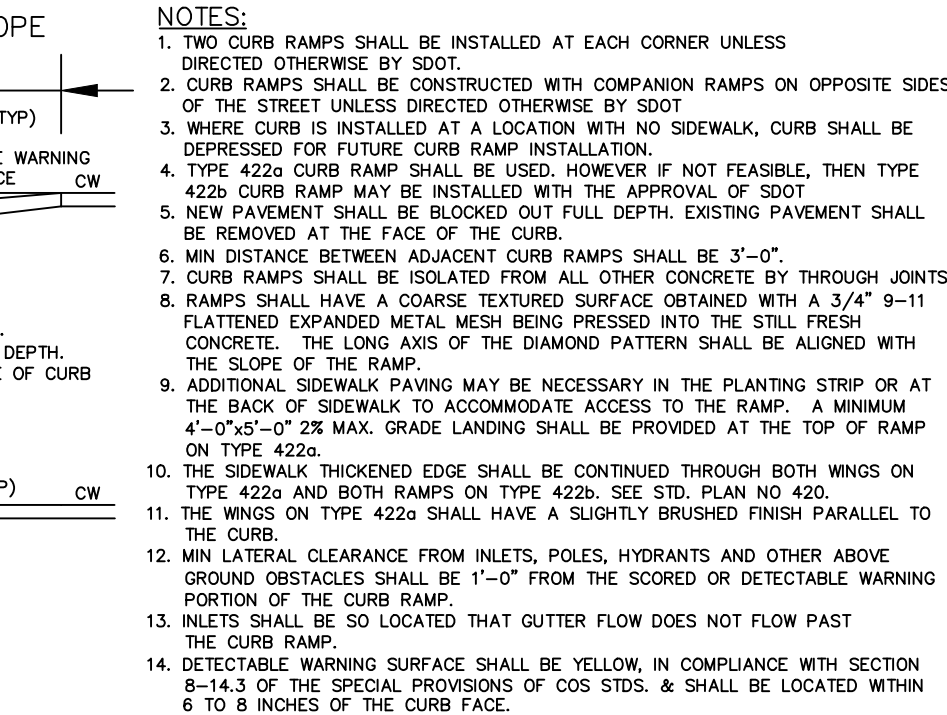 OPE
TYP)
WARNING
CE
CW
.
DEPTH.
OF CURB
P)
CW
NOTES:
1. TWO CURB RAMPS SHALL BE INSTALLED AT EACH CORNER UNLESS
DIRECTED OTHERWISE BY SDOT.
2. CURB RAMPS SHALL BE CONSTRUCTED WITH COMPANION RAMPS ON OPPOSITE SIDES
OF THE STREET UNLESS DIRECTED OTHERWISE BY SDOT
3. WHERE CURB IS INSTALLED AT A LOCATION WITH NO SIDEWALK, CURB SHALL BE
DEPRESSED FOR FUTURE CURB RAMP INSTALLATION.
4. TYPE 422a CURB RAMP SHALL BE USED. HOWEVER IF NOT FEASIBLE, THEN TYPE
422b CURB RAMP MAY BE INSTALLED WITH THE APPROVAL OF SDOT
5. NEW PAVEMENT SHALL BE BLOCKED OUT FULL DEPTH. EXISTING PAVEMENT SHALL
BE REMOVED AT THE FACE OF THE CURB.
6. MIN DISTANCE BETWEEN ADJACENT CURB RAMPS SHALL BE 3'-0".
7. CURB RAMPS SHALL BE ISOLATED FROM ALL OTHER CONCRETE BY THROUGH JOINTS
8. RAMPS SHALL HAVE A COARSE TEXTURED SURFACE OBTAINED WITH A 3/4" 9-11
FLATTENED EXPANDED METAL MESH BEING PRESSED INTO THE STILL FRESH
CONCRETE. THE LONG AXIS OF THE DIAMOND PATTERN SHALL BE ALIGNED WITH
THE SLOPE OF THE RAMP.
9. ADDITIONAL SIDEWALK PAVING MAY BE NECESSARY IN THE PLANTING STRIP OR AT
THE BACK OF SIDEWALK TO ACCOMMODATE ACCESS TO THE RAMP. A MINIMUM
4'-0"x5'-0" 2% MAX. GRADE LANDING SHALL BE PROVIDED AT THE TOP OF RAMP
ON TYPE 422a.
10. THE SIDEWALK THICKENED EDGE SHALL BE CONTINUED THROUGH BOTH WINGS ON
TYPE 422a AND BOTH RAMPS ON TYPE 422b. SEE STD. PLAN NO 420.
11. THE WINGS ON TYPE 422a SHALL HAVE A SLIGHTLY BRUSHED FINISH PARALLEL TO
THE CURB.
12. MIN LATERAL CLEARANCE FROM INLETS, POLES, HYDRANTS AND OTHER ABOVE
GROUND OBSTACLES SHALL BE 1'-0" FROM THE SCORED OR DETECTABLE WARNING
PORTION OF THE CURB RAMP.
13. INLETS SHALL BE SO LOCATED THAT GUTTER FLOW DOES NOT FLOW PAST
THE CURB RAMP.
14. DETECTABLE WARNING SURFACE SHALL BE YELLOW, IN COMPLIANCE WITH SECTION
8-14.3 OF THE SPECIAL PROVISIONS OF COS STDS. & SHALL BE LOCATED WITHIN
6 TO 8 INCHES OF THE CURB FACE.